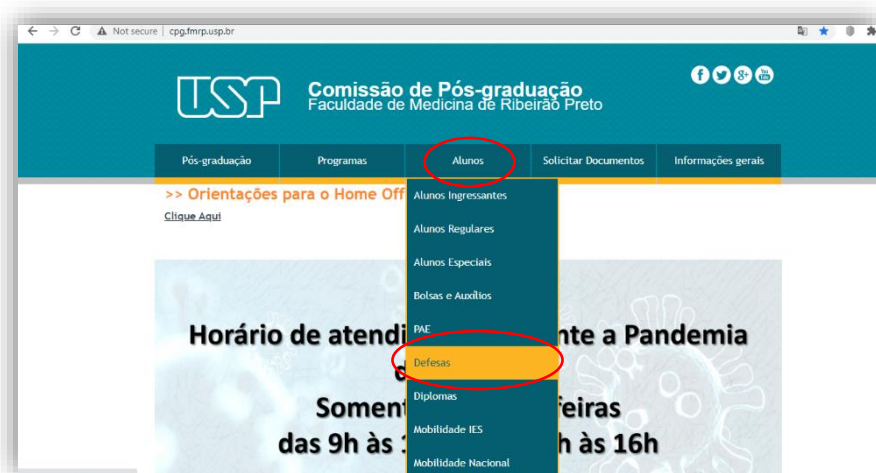 Not secure | cpg.fmrp.usp.br
USP
Comissão de Pós-graduação
Faculdade de Medicina de Ribeirão Preto
Pós-graduação Programas Alunos Solicitar Documentos Informações gerais
>> Orientações para o Home Off
Clique Aqui
Alunos Ingressantes
Alunos Regulares
Alunos Especiais
Bolsas e Auxílios
PAE
Defesas
Diplomas
Mobilidade IES
Mobilidade Nacional
Horário de atendi nte a Pandemia
d
Soment feiras
das 9h às h às 16h